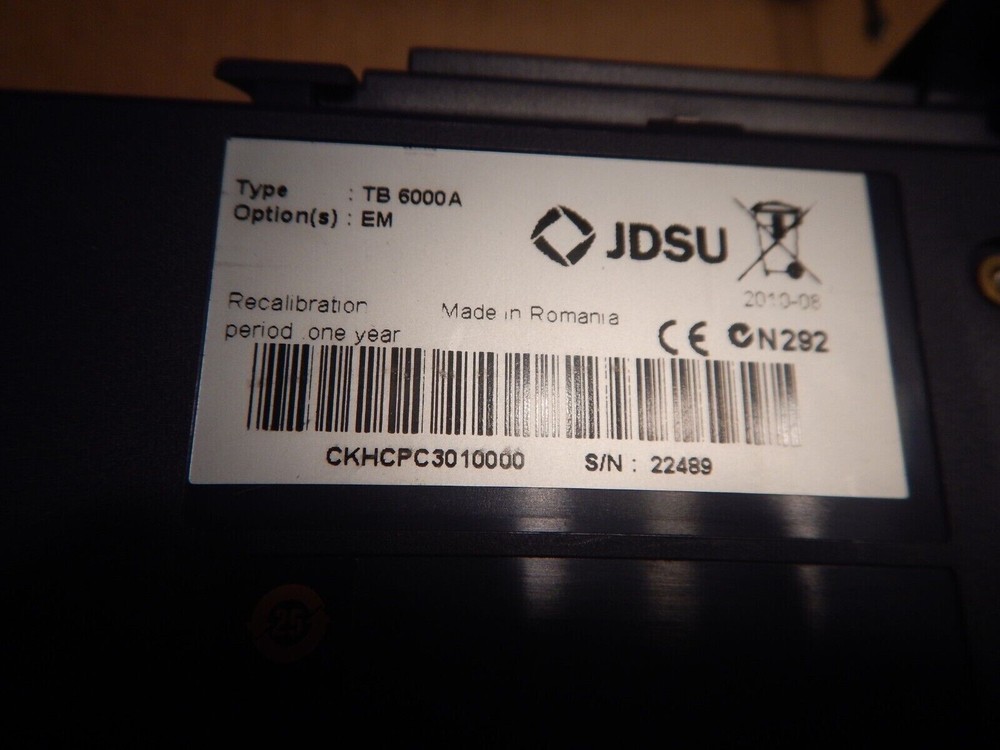 Type : TB 6000A
Option(s) : EM
JDSU
2010-08
Recalibration
period one year
Made in Romania
CE N292
CKHCPC3010000 S/N : 22489